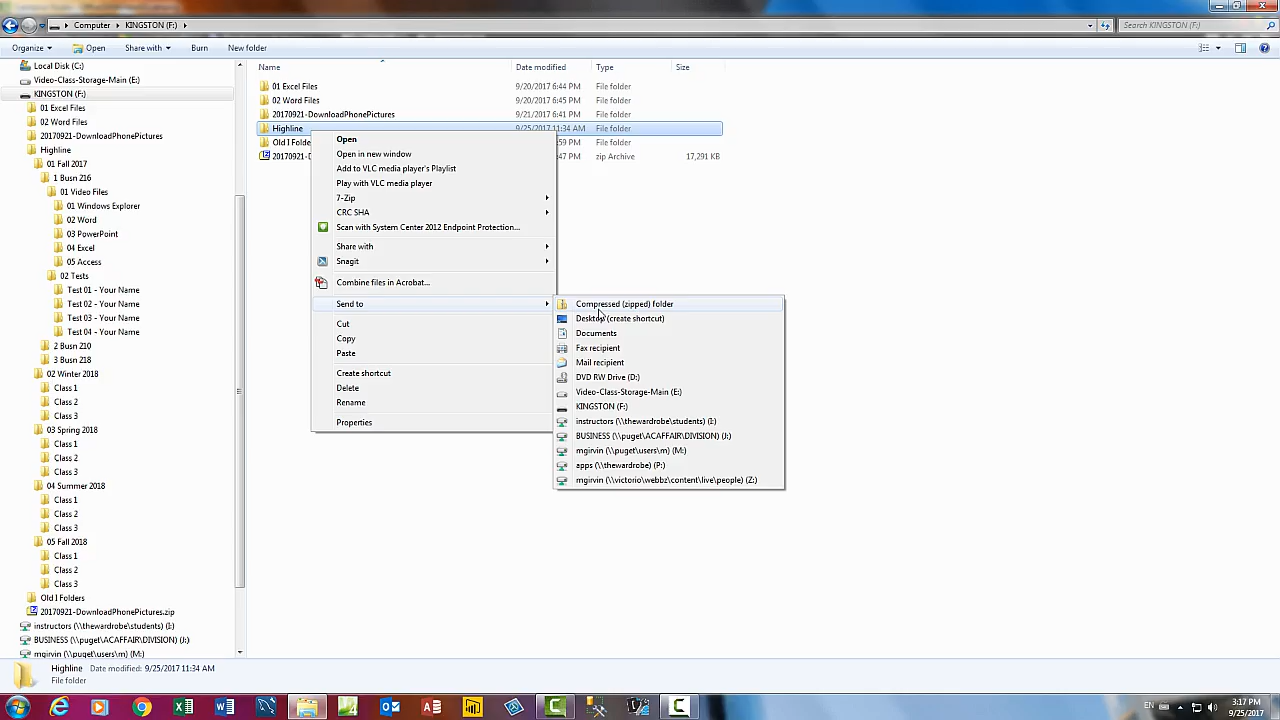 Computer KINGSTON (F:)
Search KINGSTON (F:)
Organize Open Share with Burn New folder
Local Disk (C:)
Video-Class-Storage-Main (E:)
KINGSTON (F:)
01 Excel Files
02 Word Files
20170921-DownloadPhonePictures
Highline
01 Fall 2017
1 Busn 216
01 Video Files
01 Windows Explorer
02 Word
03 PowerPoint
04 Excel
05 Access
02 Tests
Test 01 - Your Name
Test 02 - Your Name
Test 03 - Your Name
Test 04 - Your Name
2 Busn 210
3 Busn 218
02 Winter 2018
Class 1
Class 2
Class 3
03 Spring 2018
Class 1
Class 2
Class 3
04 Summer 2018
Class 1
Class 2
Class 3
05 Fall 2018
Class 1
Class 2
Class 3
Old I Folders
20170921-DownloadPhonePictures.zip
instructors (\\thewardrobe\students) (I:)
BUSINESS (\\puget\ACAFFAIR\DIVISION) (J:)
mgirvin (\\puget\users\m) (M:)
Name Date modified Type Size
01 Excel Files 9/20/2017 6:44 PM File folder
02 Word Files 9/20/2017 6:45 PM File folder
20170921-DownloadPhonePictures 9/21/2017 6:41 PM File folder
Highline 9/25/2017 11:34 AM File folder
Old I Folde File folder
20170921-D :47 PM zip Archive 17,291 KB
Open
Open in new window
Add to VLC media player's Playlist
Play with VLC media player
7-Zip
CRC SHA
Scan with System Center 2012 Endpoint Protection...
Share with
Snagit
Combine files in Acrobat...
Send to
Cut
Copy
Paste
Create shortcut
Delete
Rename
Properties
Compressed (zipped) folder
Desktop (create shortcut)
Documents
Fax recipient
Mail recipient
DVD RW Drive (D:)
Video-Class-Storage-Main (E:)
KINGSTON (F:)
instructors (\\thewardrobe\students) (I:)
BUSINESS (\\puget\ACAFFAIR\DIVISION) (J:)
mgirvin (\\puget\users\m) (M:)
apps (\\thewardrobe) (P:)
mgirvin (\\victorio\webbz\content\live\people) (Z:)
Highline Date modified: 9/25/2017 11:34 AM
File folder
EN
3:17 PM
9/25/2017